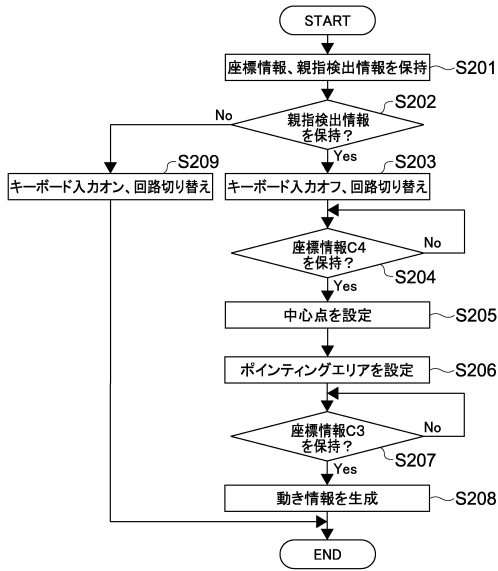 START
座標情報、親指検出情報を保持
S201
S202
親指検出情報
を保持？
No
Yes
S209
キーボード入力オン、回路切り替え
S203
キーボード入力オフ、回路切り替え
座標情報C4
を保持？
No
S204
Yes
中心点を設定
S205
ポインティングエリアを設定
S206
座標情報C3
を保持？
No
S207
Yes
動き情報を生成
S208
END